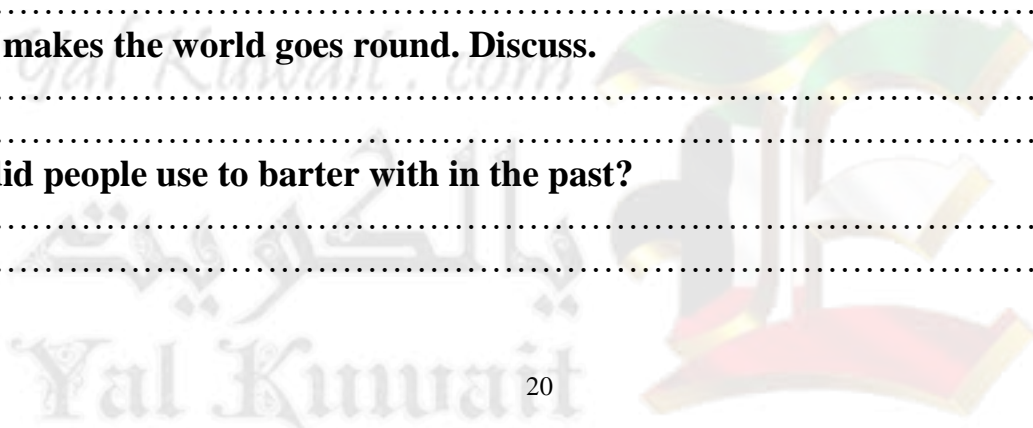 ………………………………………………………………………………
makes the world goes round. Discuss.
Yal Kuwait . com
………………………………………………………………………………
………………………………………………………………………………
did people use to barter with in the past?
………………………………………………………………………………
يالكويت
………………………………………………………………………………
Yal Kuwait
20